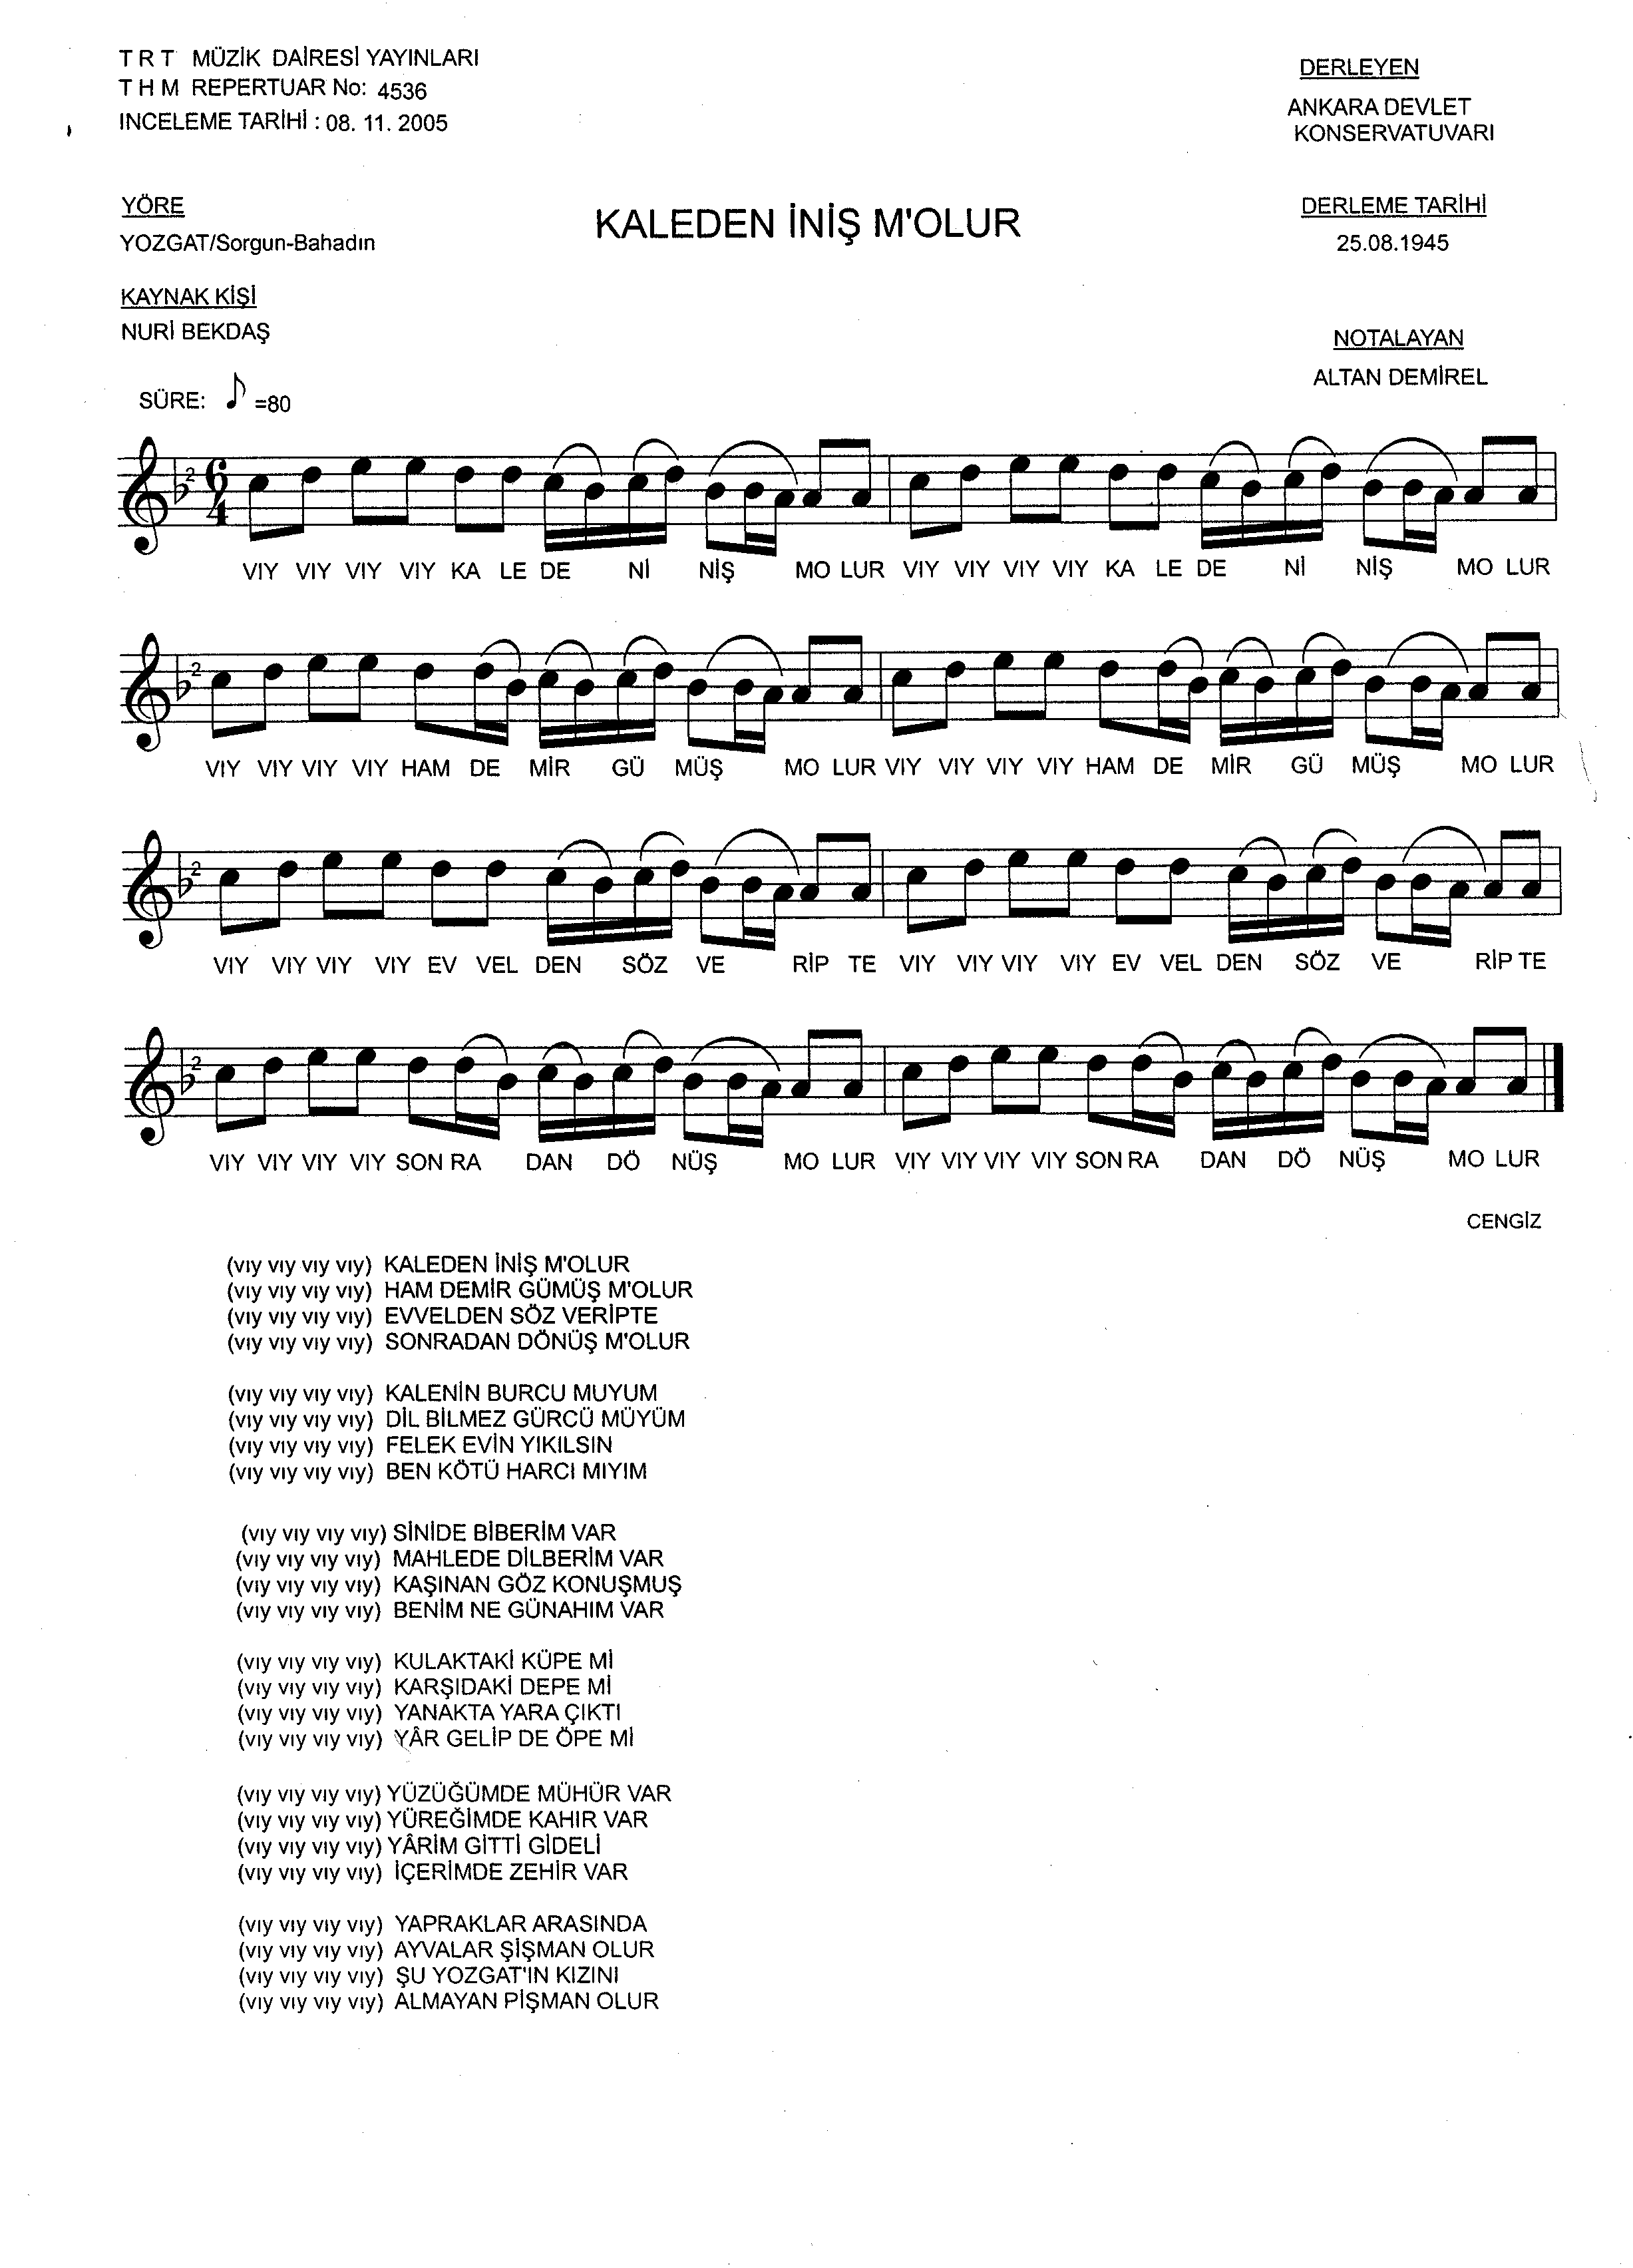 T R T MÜZİK DAİRESİ YAYINLARI
T H M REPERTUAR No: 4536
INCELEME TARİHİ : 08. 11. 2005
DERLEYEN
ANKARA DEVLET
KONSERVATUVARI
YÖRE
YOZGAT/Sorgun-Bahadın
KALEDEN İNİŞ M'OLUR
DERLEME TARİHİ
25.08.1945
KAYNAK KİŞİ
NURİ BEKDAŞ
NOTALAYAN
ALTAN DEMİREL
SÜRE: ♪ =80
2 6 4
VIY VIY VIY VIY KA LE DE Nİ NİŞ MO LUR VIY VIY VIY VIY KA LE DE Nİ NİŞ MO LUR
2
VIY VIY VIY VIY HAM DE MİR GÜ MÜŞ MO LUR VIY VIY VIY VIY HAM DE MİR GÜ MÜŞ MO LUR
2
VIY VIY VIY VIY EV VEL DEN SÖZ VE RİP TE VIY VIY VIY VIY EV VEL DEN SÖZ VE RİP TE
2
VIY VIY VIY VIY SON RA DAN DÖ NÜŞ MO LUR VIY VIY VIY VIY SON RA DAN DÖ NÜŞ MO LUR
CENGİZ
(vıy vıy vıy vıy) KALEDEN İNİŞ M'OLUR
(vıy vıy vıy vıy) HAM DEMİR GÜMÜŞ M'OLUR
(vıy vıy vıy vıy) EVVELDEN SÖZ VERİPTE
(vıy vıy vıy vıy) SONRADAN DÖNÜŞ M'OLUR
(vıy vıy vıy vıy) KALENİN BURCU MUYUM
(vıy vıy vıy vıy) DİL BİLMEZ GÜRCÜ MÜYÜM
(vıy vıy vıy vıy) FELEK EVİN YIKILSIN
(vıy vıy vıy vıy) BEN KÖTÜ HARCI MIYIM
(vıy vıy vıy vıy) SİNİDE BİBERİM VAR
(vıy vıy vıy vıy) MAHLEDE DİLBERİM VAR
(vıy vıy vıy vıy) KAŞINAN GÖZ KONUŞMUŞ
(vıy vıy vıy vıy) BENİM NE GÜNAHIM VAR
(vıy vıy vıy vıy) KULAKTAKİ KÜPE Mİ
(vıy vıy vıy vıy) KARŞIDAKİ DEPE Mİ
(vıy vıy vıy vıy) YANAKTA YARA ÇIKTI
(vıy vıy vıy vıy) YÂR GELİP DE ÖPE Mİ
(vıy vıy vıy vıy) YÜZÜĞÜMDE MÜHÜR VAR
(vıy vıy vıy vıy) YÜREĞİMDE KAHIR VAR
(vıy vıy vıy vıy) YÂRİM GİTTİ GİDELİ
(vıy vıy vıy vıy) İÇERİMDE ZEHİR VAR
(vıy vıy vıy vıy) YAPRAKLAR ARASINDA
(vıy vıy vıy vıy) AYVALAR ŞİŞMAN OLUR
(vıy vıy vıy vıy) ŞU YOZGAT'IN KIZINI
(vıy vıy vıy vıy) ALMAYAN PİŞMAN OLUR